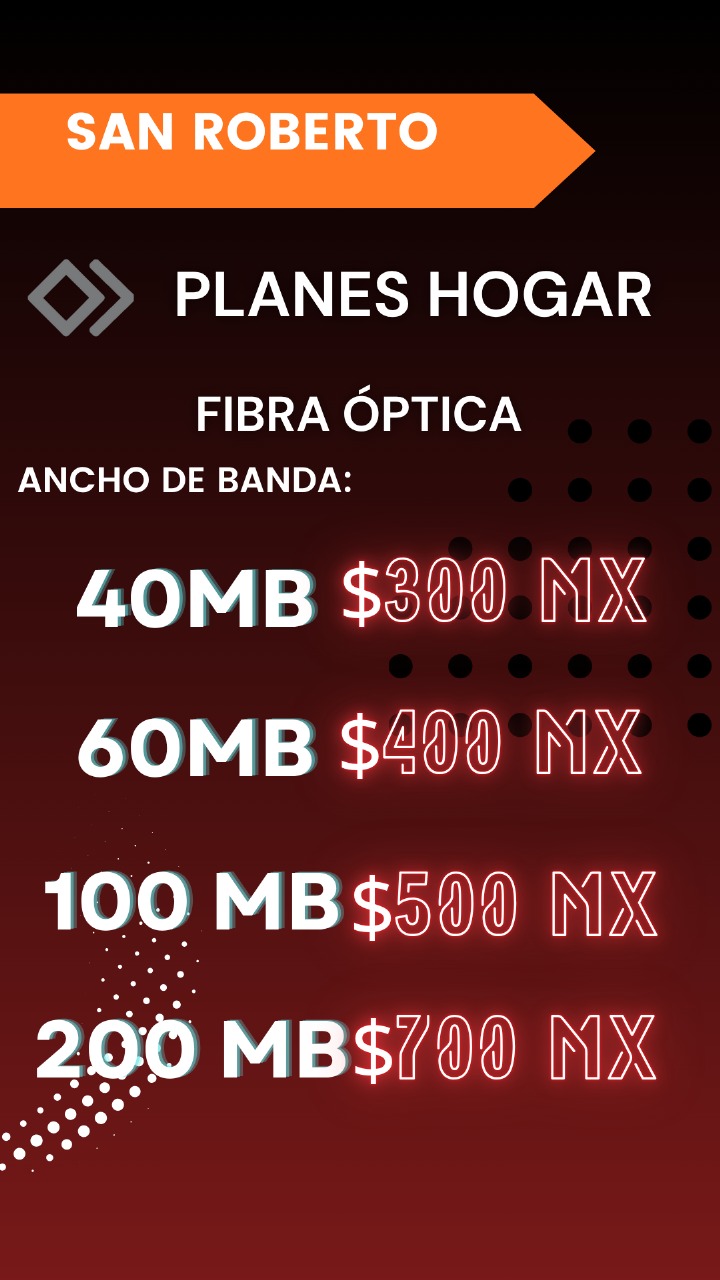 SAN ROBERTO
PLANES HOGAR
FIBRA ÓPTICA
ANCHO DE BANDA:
40MB $300 MX
60MB $400 MX
100 MB $500 MX
200 MB $700 MX